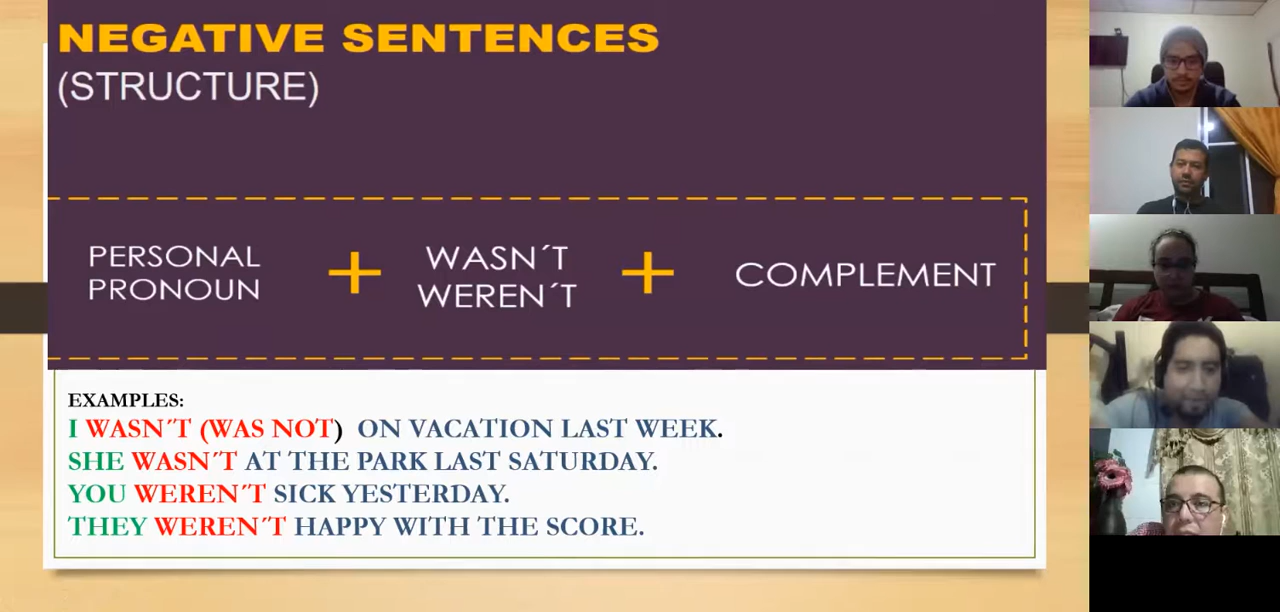 NEGATIVE SENTENCES
(STRUCTURE)
PERSONAL
PRONOUN
+
WASN´T
WEREN´T
+
COMPLEMENT
EXAMPLES:
I WASN´T (WAS NOT) ON VACATION LAST WEEK.
SHE WASN´T AT THE PARK LAST SATURDAY.
YOU WEREN´T SICK YESTERDAY.
THEY WEREN´T HAPPY WITH THE SCORE.